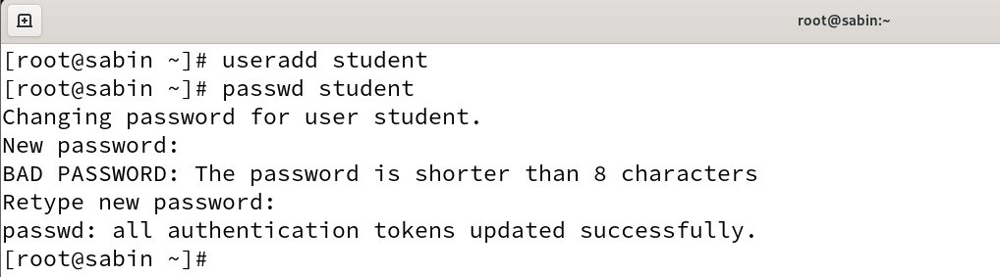 root@sabin:~
[root@sabin ~]# useradd student
[root@sabin ~]# passwd student
Changing password for user student.
New password:
BAD PASSWORD: The password is shorter than 8 characters
Retype new password:
passwd: all authentication tokens updated successfully.
[root@sabin ~]#